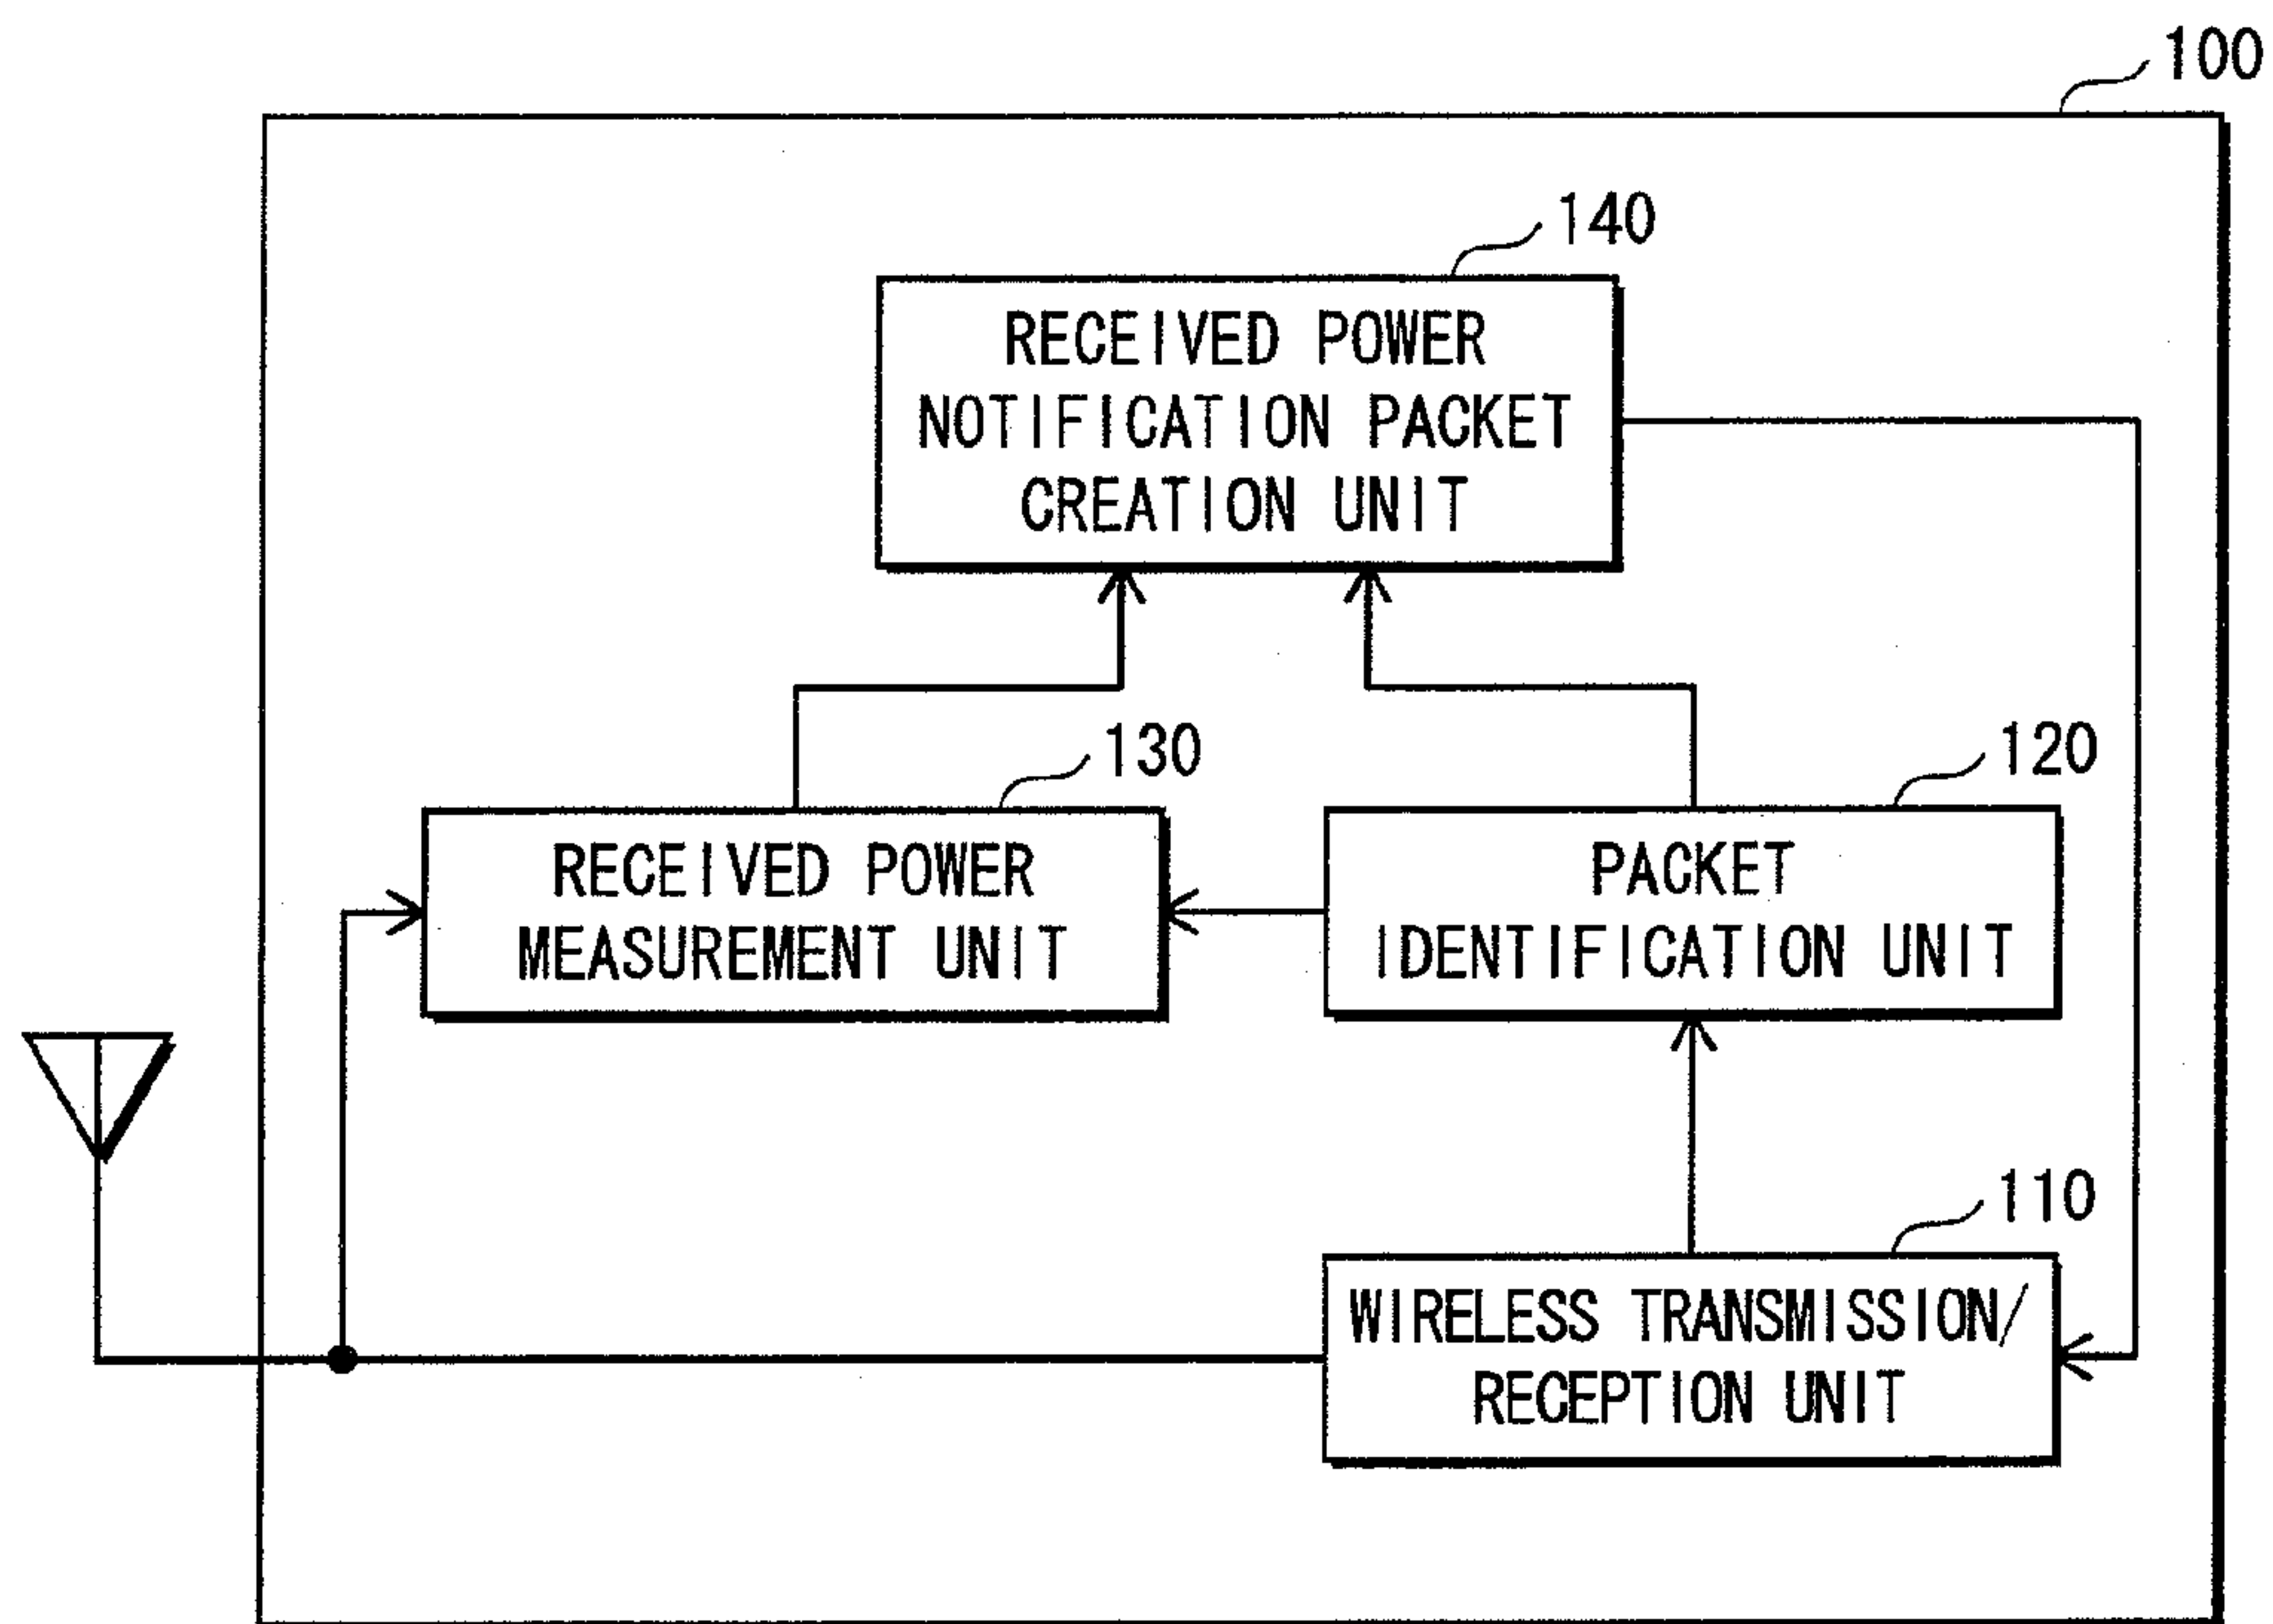 100
140
RECEIVED POWER
NOTIFICATION PACKET
CREATION UNIT
130
RECEIVED POWER
MEASUREMENT UNIT
120
PACKET
IDENTIFICATION UNIT
110
WIRELESS TRANSMISSION/
RECEPTION UNIT